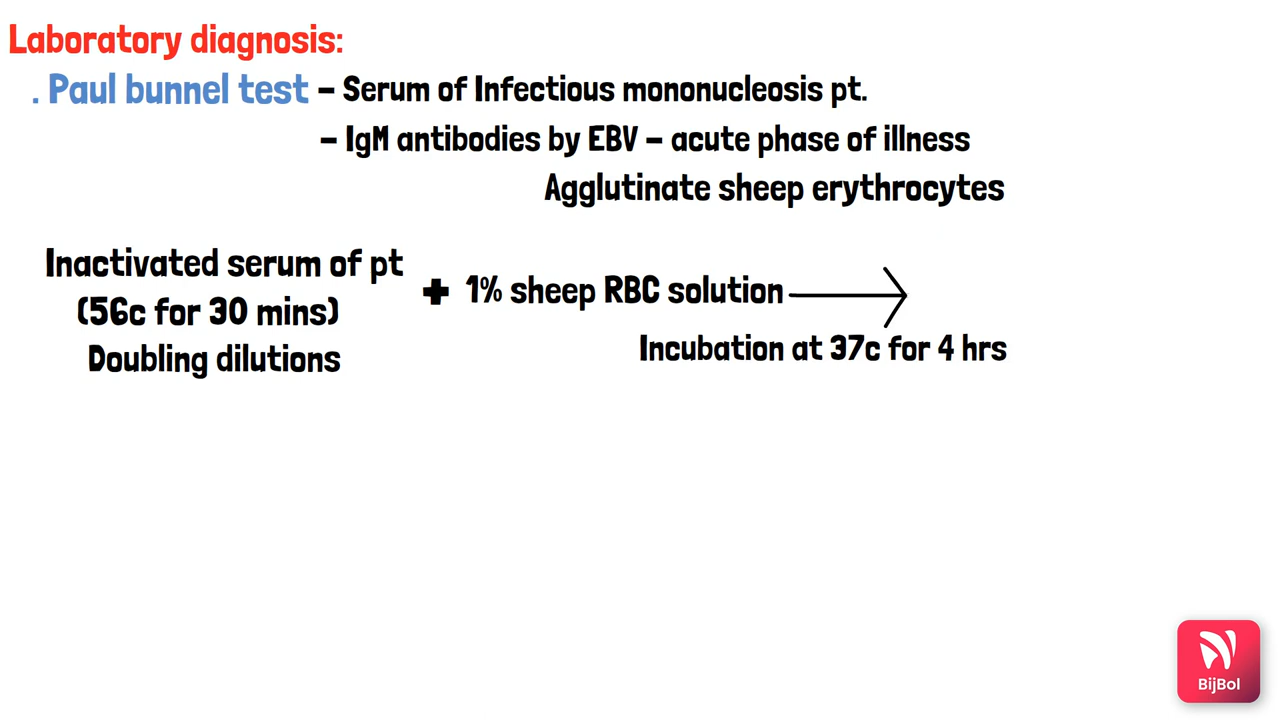 Laboratory diagnosis:
. Paul bunnel test – Serum of Infectious mononucleosis pt.
– IgM antibodies by EBV – acute phase of illness
Agglutinate sheep erythrocytes
Inactivated serum of pt
(56c for 30 mins)
Doubling dilutions
+ 1% sheep RBC solution
Incubation at 37c for 4 hrs
BijBol